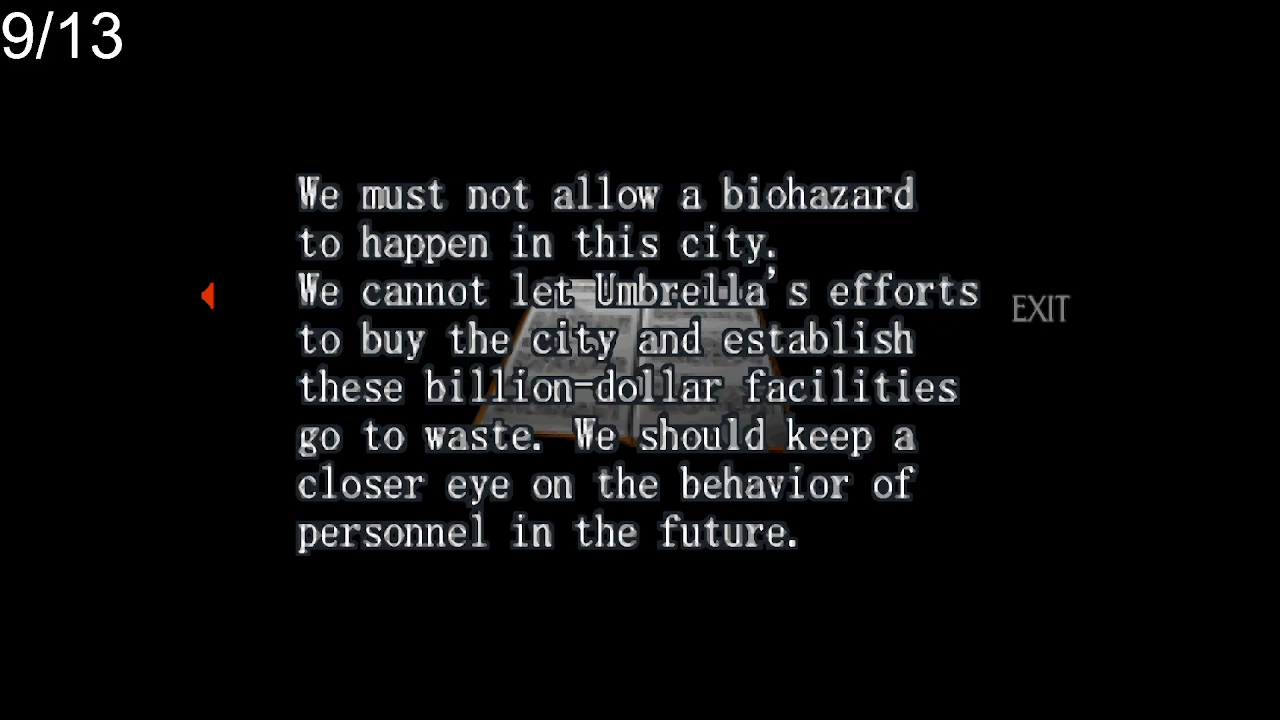 9/13
We must not allow a biohazard
to happen in this city.
We cannot let Umbrella's efforts
to buy the city and establish
these billion-dollar facilities
go to waste. We should keep a
closer eye on the behavior of
personnel in the future.
EXIT